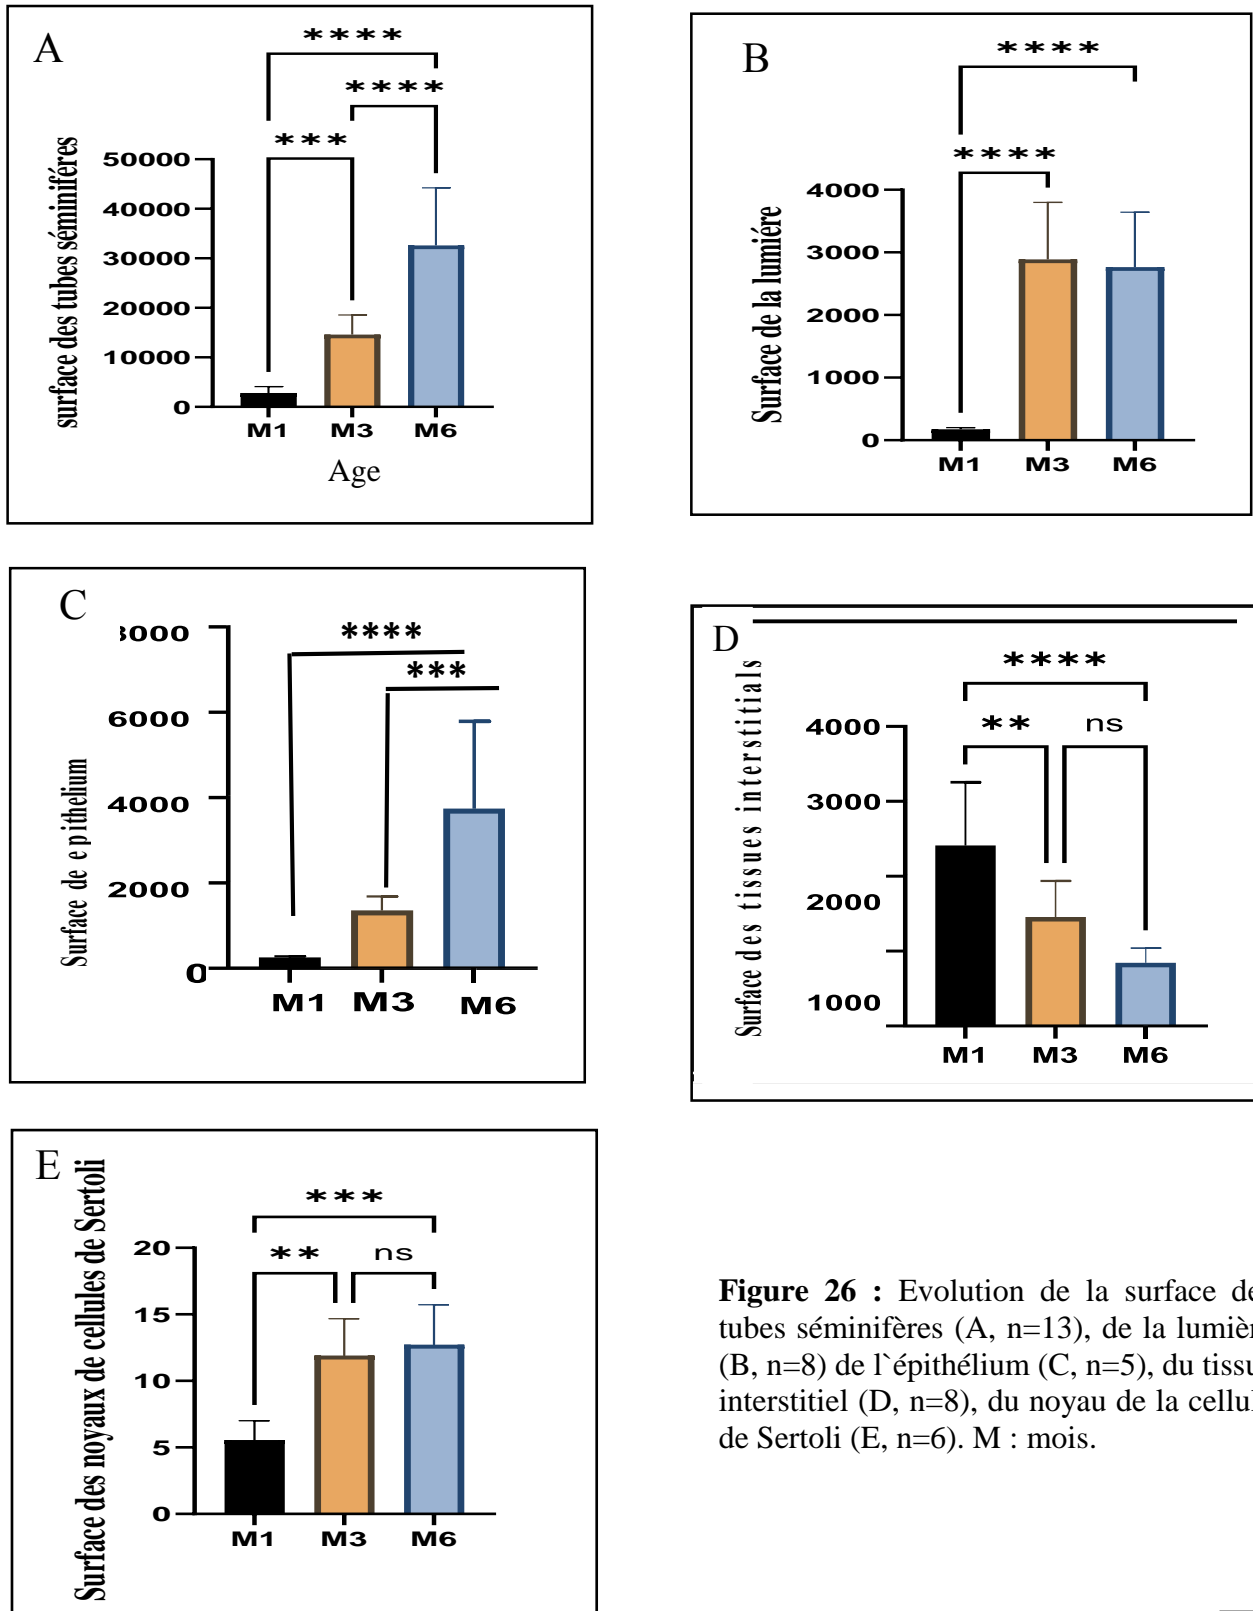 A
****
****
***
surface des tubes séminiféres
50000
40000
30000
20000
10000
0
M1 M3 M6
Age
B
****
****
Surface de la lumiére
4000
3000
2000
1000
0
M1 M3 M6
C
****
***
Surface de epithelium
8000
6000
4000
2000
0
M1 M3 M6
D
****
** ns
Surface des tissues interstitials
4000
3000
2000
1000
M1 M3 M6
E
***
** ns
Surface des noyaux de cellules de Sertoli
20
15
10
5
0
M1 M3 M6
Figure 26 : Evolution de la surface de
tubes séminifères (A, n=13), de la lumièr
(B, n=8) de l`épithélium (C, n=5), du tissu
interstitiel (D, n=8), du noyau de la cellul
de Sertoli (E, n=6). M : mois.